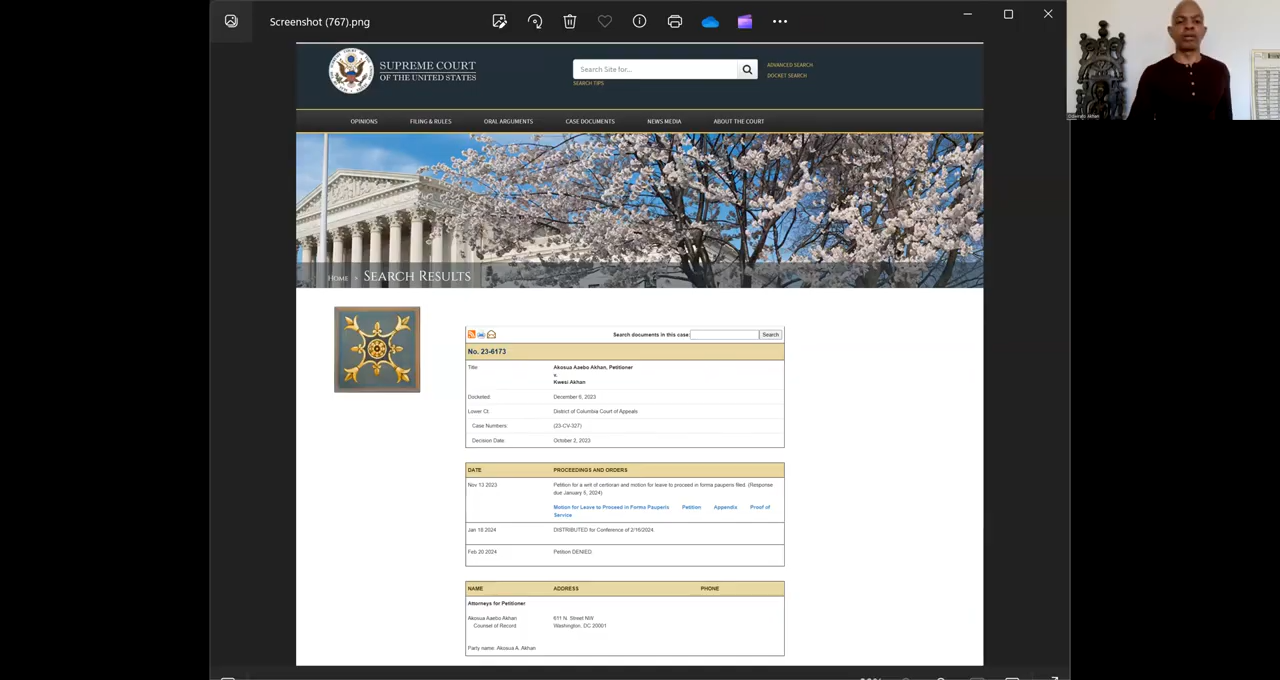 Screenshot (767).png
SUPREME COURT
OF THE UNITED STATES
Search Site for...
SEARCH TIPS
ADVANCED SEARCH
DOCKET SEARCH
OPINIONS FILING & RULES ORAL ARGUMENTS CASE DOCUMENTS NEWS MEDIA ABOUT THE COURT
HOME > SEARCH RESULTS
Search documents in this case: Search
No. 23-6173
Title: Akosua Aaebo Akhan, Petitioner
v.
Kwesi Akhan
Docketed: December 6, 2023
Lower Ct: District of Columbia Court of Appeals
Case Numbers: (23-CV-327)
Decision Date: October 2, 2023
DATE PROCEEDINGS AND ORDERS
Nov 13 2023 Petition for a writ of certiorari and motion for leave to proceed in forma pauperis filed. (Response
due January 5, 2024)
Motion for Leave to Proceed in Forma Pauperis Petition Appendix Proof of
Service
Jan 18 2024 DISTRIBUTED for Conference of 2/16/2024.
Feb 20 2024 Petition DENIED.
NAME ADDRESS PHONE
Attorneys for Petitioner
Akosua Aaebo Akhan 611 N. Street NW
Counsel of Record Washington, DC 20001
Party name: Akosua A. Akhan